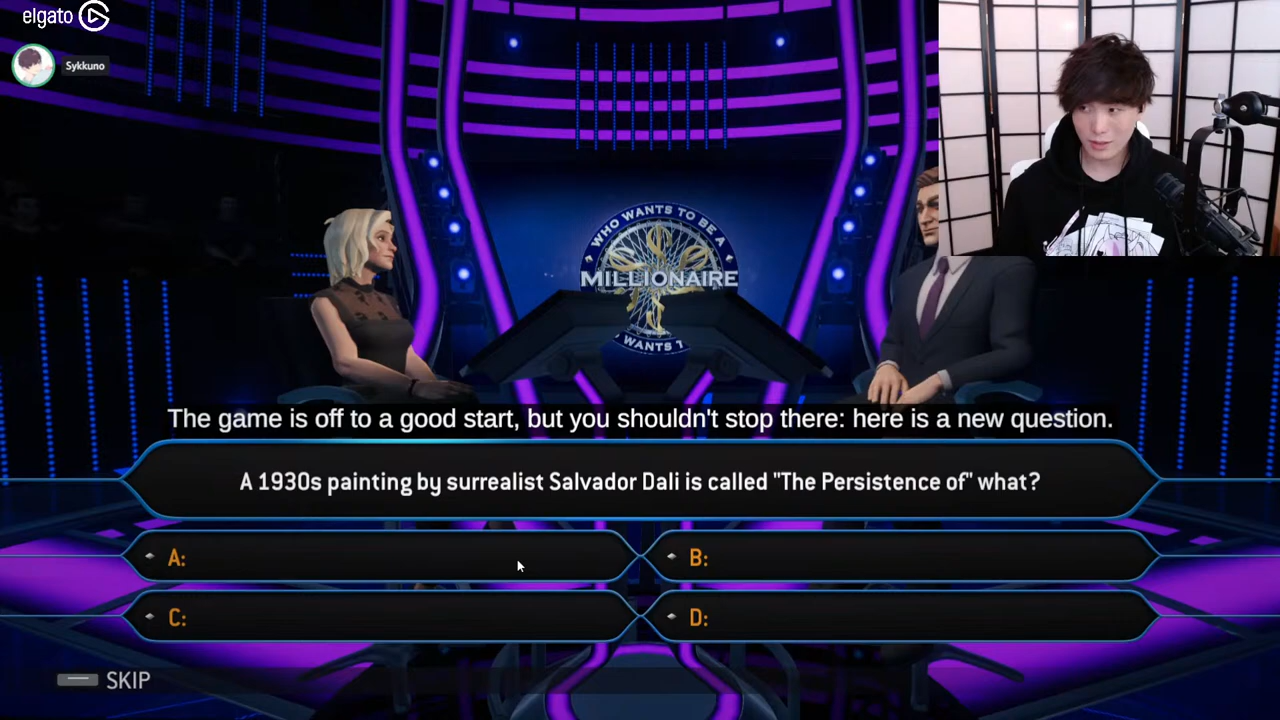 elgato
Sykkuno
WHO WANTS TO BE A
MILLIONAIRE
WANTS T
The game is off to a good start, but you shouldn't stop there: here is a new question.
A 1930s painting by surrealist Salvador Dali is called "The Persistence of" what?
A:
B:
C:
D:
SKIP